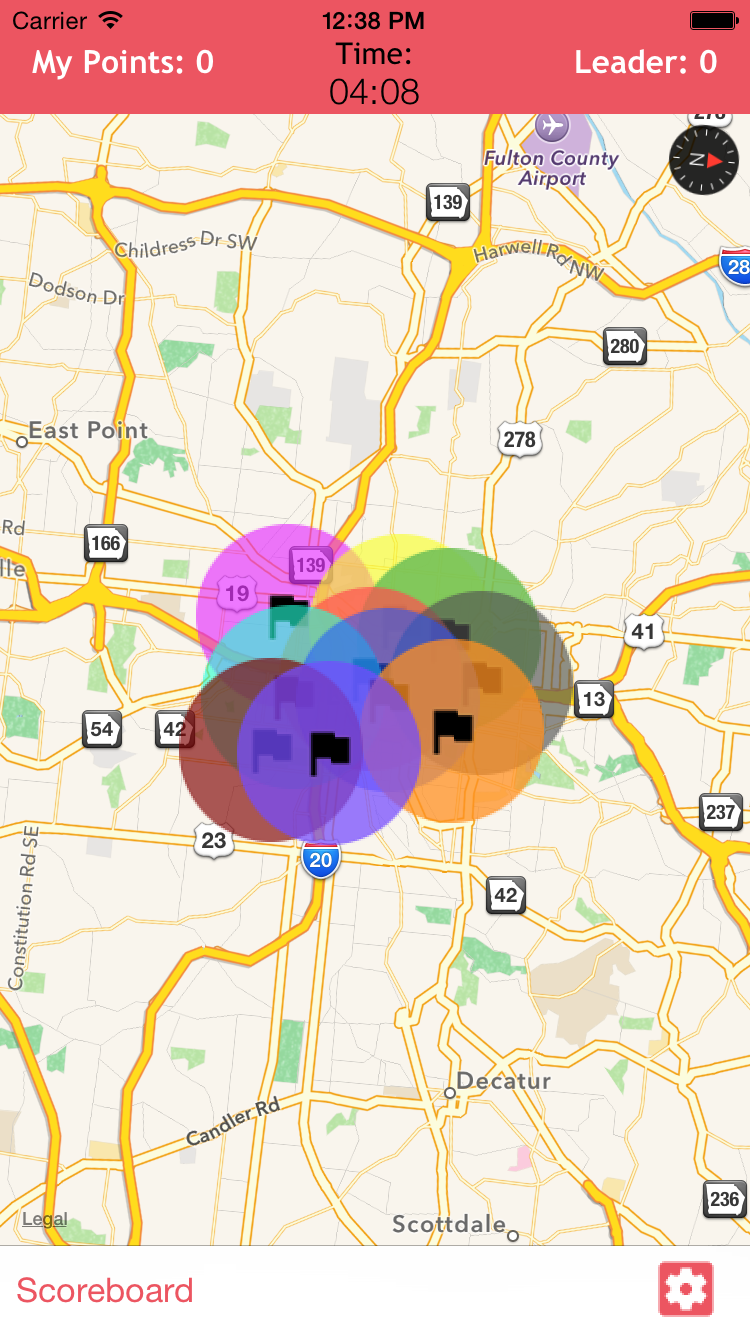 Carrier 12:38 PM
My Points: 0
Time:
04:08
Leader: 0
278
Fulton County
Airport
N
139
Childress Dr SW
Harwell Rd NW
28
Dodson Dr
280
East Point
278
Rd
166
139
lle
19
41
13
54
42
237
23
20
42
Constitution Rd SE
Decatur
Candler Rd
236
Legal
Scottdale
Scoreboard